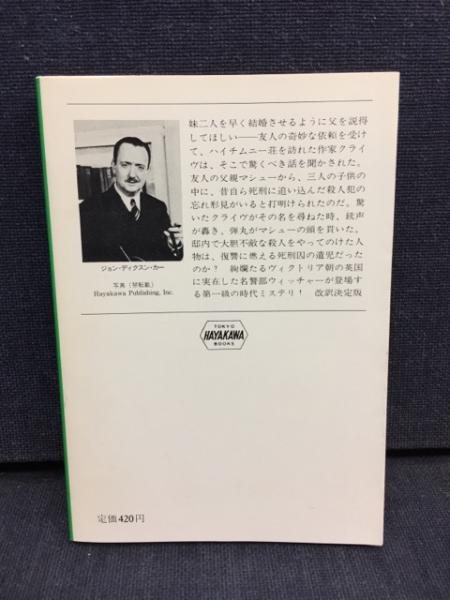 妹二人を早く結婚させるように父を説得
してほしい——友人の奇妙な依頼を受け
て、ハイチムニー荘を訪れた作家クライ
ヴは、そこで驚くべき話を聞かされた。
友人の父親マシューから、三人の子供の
中に、昔自ら死刑に追い込んだ殺人犯の
忘れ形見がいると打明けられたのだ。驚
いたクライヴがその名を尋ねた時、銃声
が轟き、弾丸がマシューの頭を貫いた。
邸内で大胆不敵な殺人をやってのけた人
物は、復讐に燃える死刑囚の遺児だった
のか？　絢爛たるヴィクトリア朝の英国
に実在した名警部ウィッチャーが登場す
る第一級の時代ミステリ！　改訳決定版
ジョン・ディクスン・カー
写真（禁転載）
Hayakawa Publishing, Inc.
TOKYO
HAYAKAWA
BOOKS
定価420円